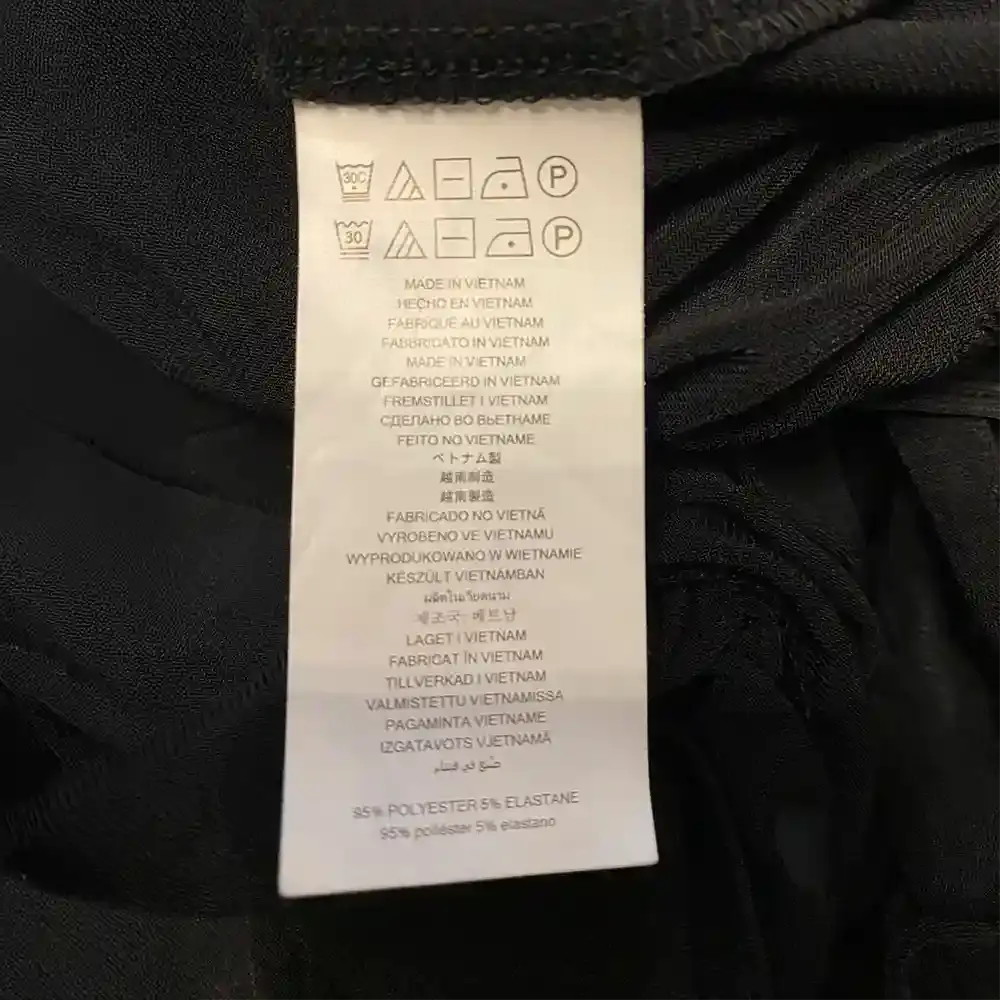 30C P
30 P
MADE IN VIETNAM
HECHO EN VIETNAM
FABRIQUÉ AU VIETNAM
FABBRICATO IN VIETNAM
MADE IN VIETNAM
GEFABRICEERD IN VIETNAM
FREMSTILLET I VIETNAM
СДЕЛАНО ВО ВЬЕТНАМЕ
FEITO NO VIETNAME
ベトナム製
越南制造
越南製造
FABRICADO NO VIETNÃ
VYROBENO VE VIETNAMU
WYPRODUKOWANO W WIETNAMIE
KÉSZÜLT VIETNÁMBAN
ผลิตในเวียดนาม
제조국: 베트남
LAGET I VIETNAM
FABRICAT ÎN VIETNAM
TILLVERKAD I VIETNAM
VALMISTETTU VIETNAMISSA
PAGAMINTA VIETNAME
IZGATAVOTS VJETNAMĀ
صنع في فيتنام
95% POLYESTER 5% ELASTANE
95% poliéster 5% elastano